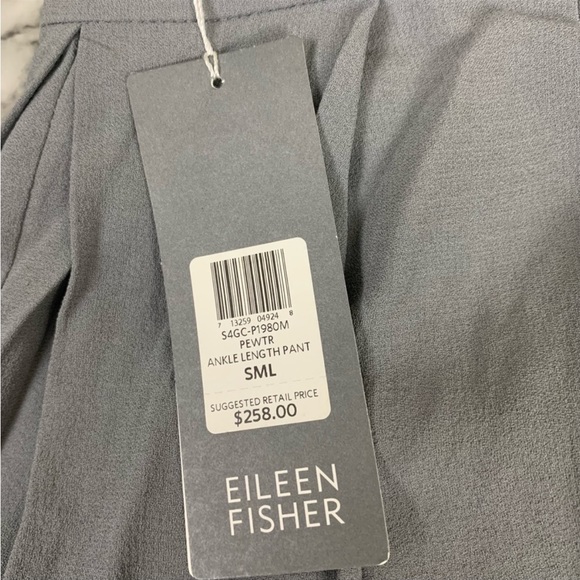 7 13259 04924 8
S4GC-P1980M
PEWTR
ANKLE LENGTH PANT
SML
SUGGESTED RETAIL PRICE
$258.00
EILEEN
FISHER